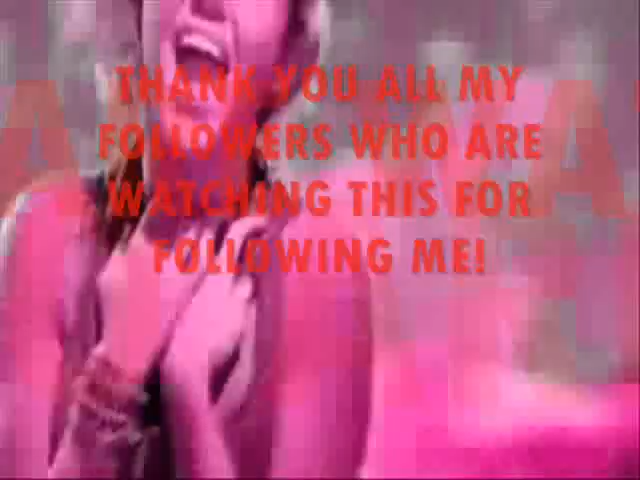 THANK YOU ALL MY
FOLLOWERS WHO ARE
WATCHING THIS FOR
FOLLOWING ME!